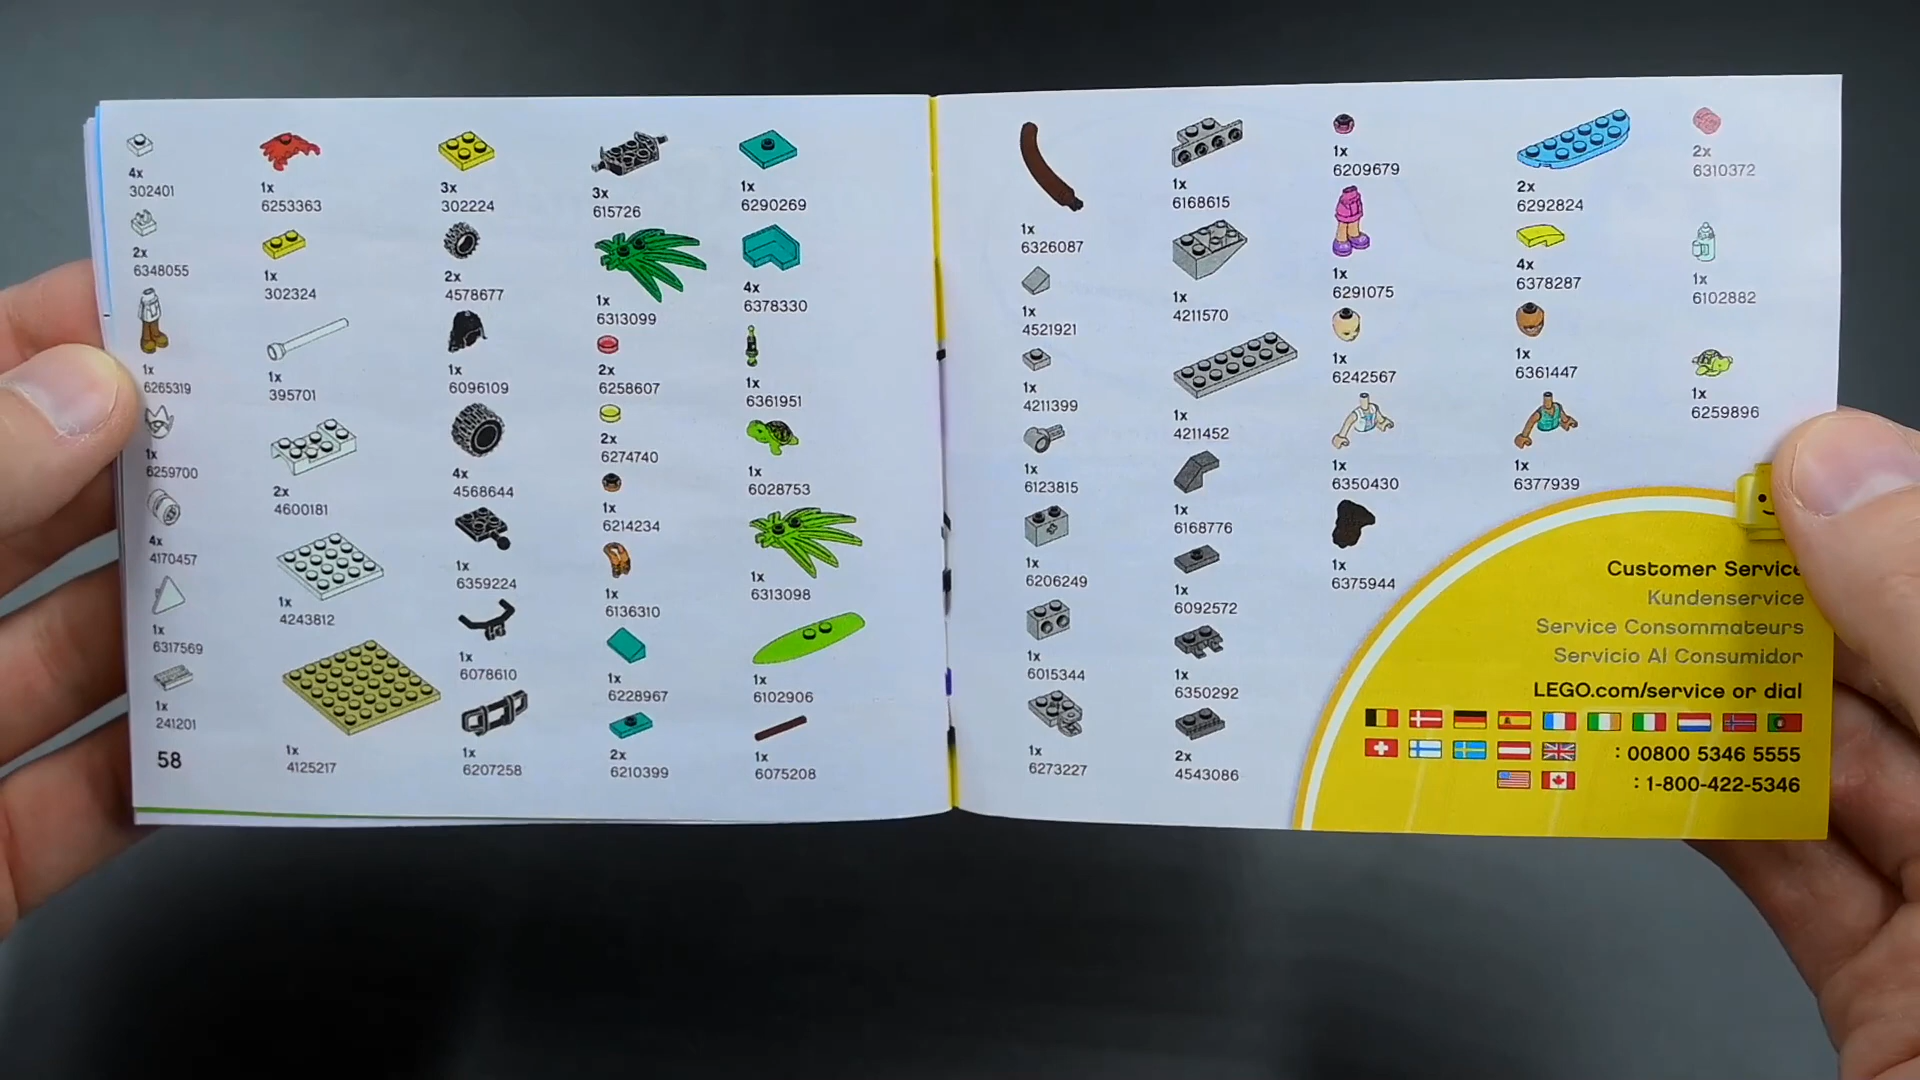 4x
302401
2x
6348055
1x
6265319
1x
6259700
4x
4170457
1x
6317569
1x
241201
58
1x
6253363
1x
302324
1x
395701
2x
4600181
1x
4243812
1x
4125217
3x
302224
2x
4578677
1x
6096109
4x
4568644
1x
6359224
1x
6078610
1x
6207258
3x
615726
1x
6313099
2x
6258607
2x
6274740
1x
6214234
1x
6136310
1x
6228967
2x
6210399
1x
6290269
4x
6378330
1x
6361951
1x
6028753
1x
6313098
1x
6102906
1x
6075208
1x
6326087
1x
4521921
1x
4211399
1x
6123815
1x
6206249
1x
6015344
1x
6273227
1x
6168615
1x
4211570
1x
4211452
1x
6168776
1x
6092572
1x
6350292
2x
4543086
1x
6209679
1x
6291075
1x
6242567
1x
6350430
1x
6375944
2x
6292824
4x
6378287
1x
6361447
1x
6377939
2x
6310372
1x
6102882
1x
6259896
Customer Service
Kundenservice
Service Consommateurs
Servicio Al Consumidor
LEGO.com/service or dial
: 00800 5346 5555
: 1-800-422-5346